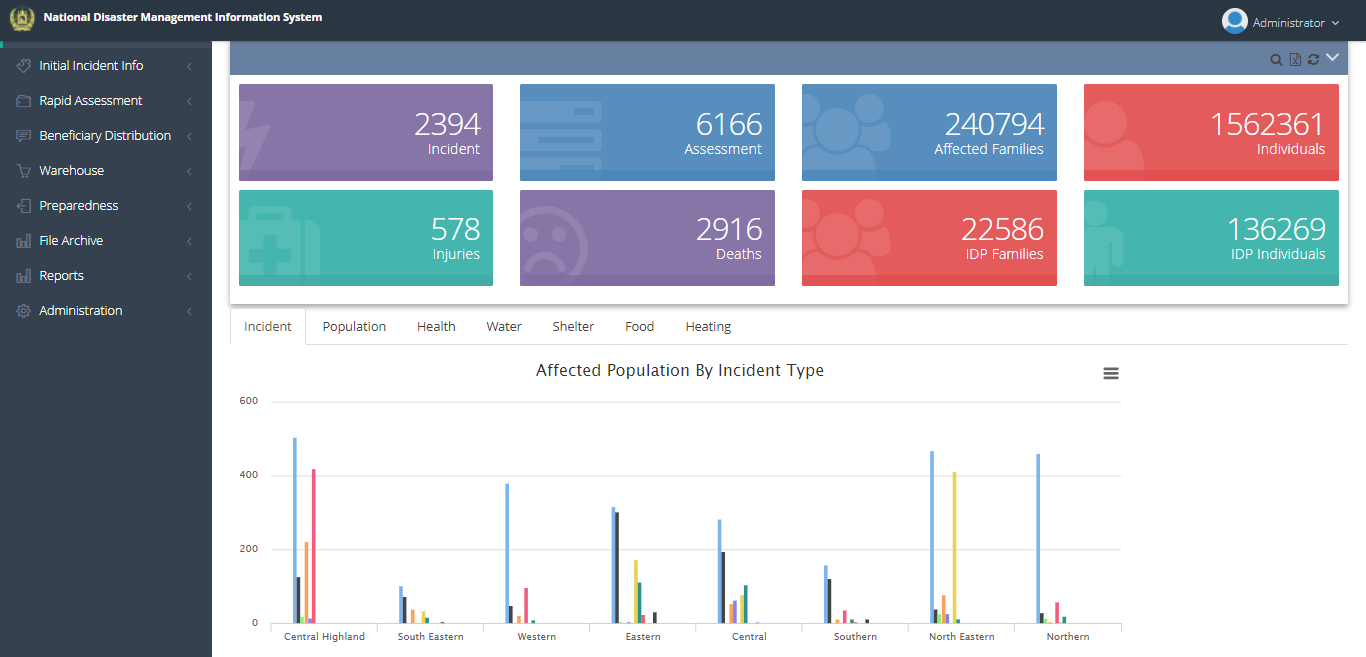 National Disaster Management Information System
Administrator
Initial Incident Info
Rapid Assessment
Beneficiary Distribution
Warehouse
Preparedness
File Archive
Reports
Administration
2394
Incident
6166
Assessment
240794
Affected Families
1562361
Individuals
578
Injuries
2916
Deaths
22586
IDP Families
136269
IDP Individuals
Incident Population Health Water Shelter Food Heating
Affected Population By Incident Type
600
400
200
0
Central Highland South Eastern Western Eastern Central Southern North Eastern Northern